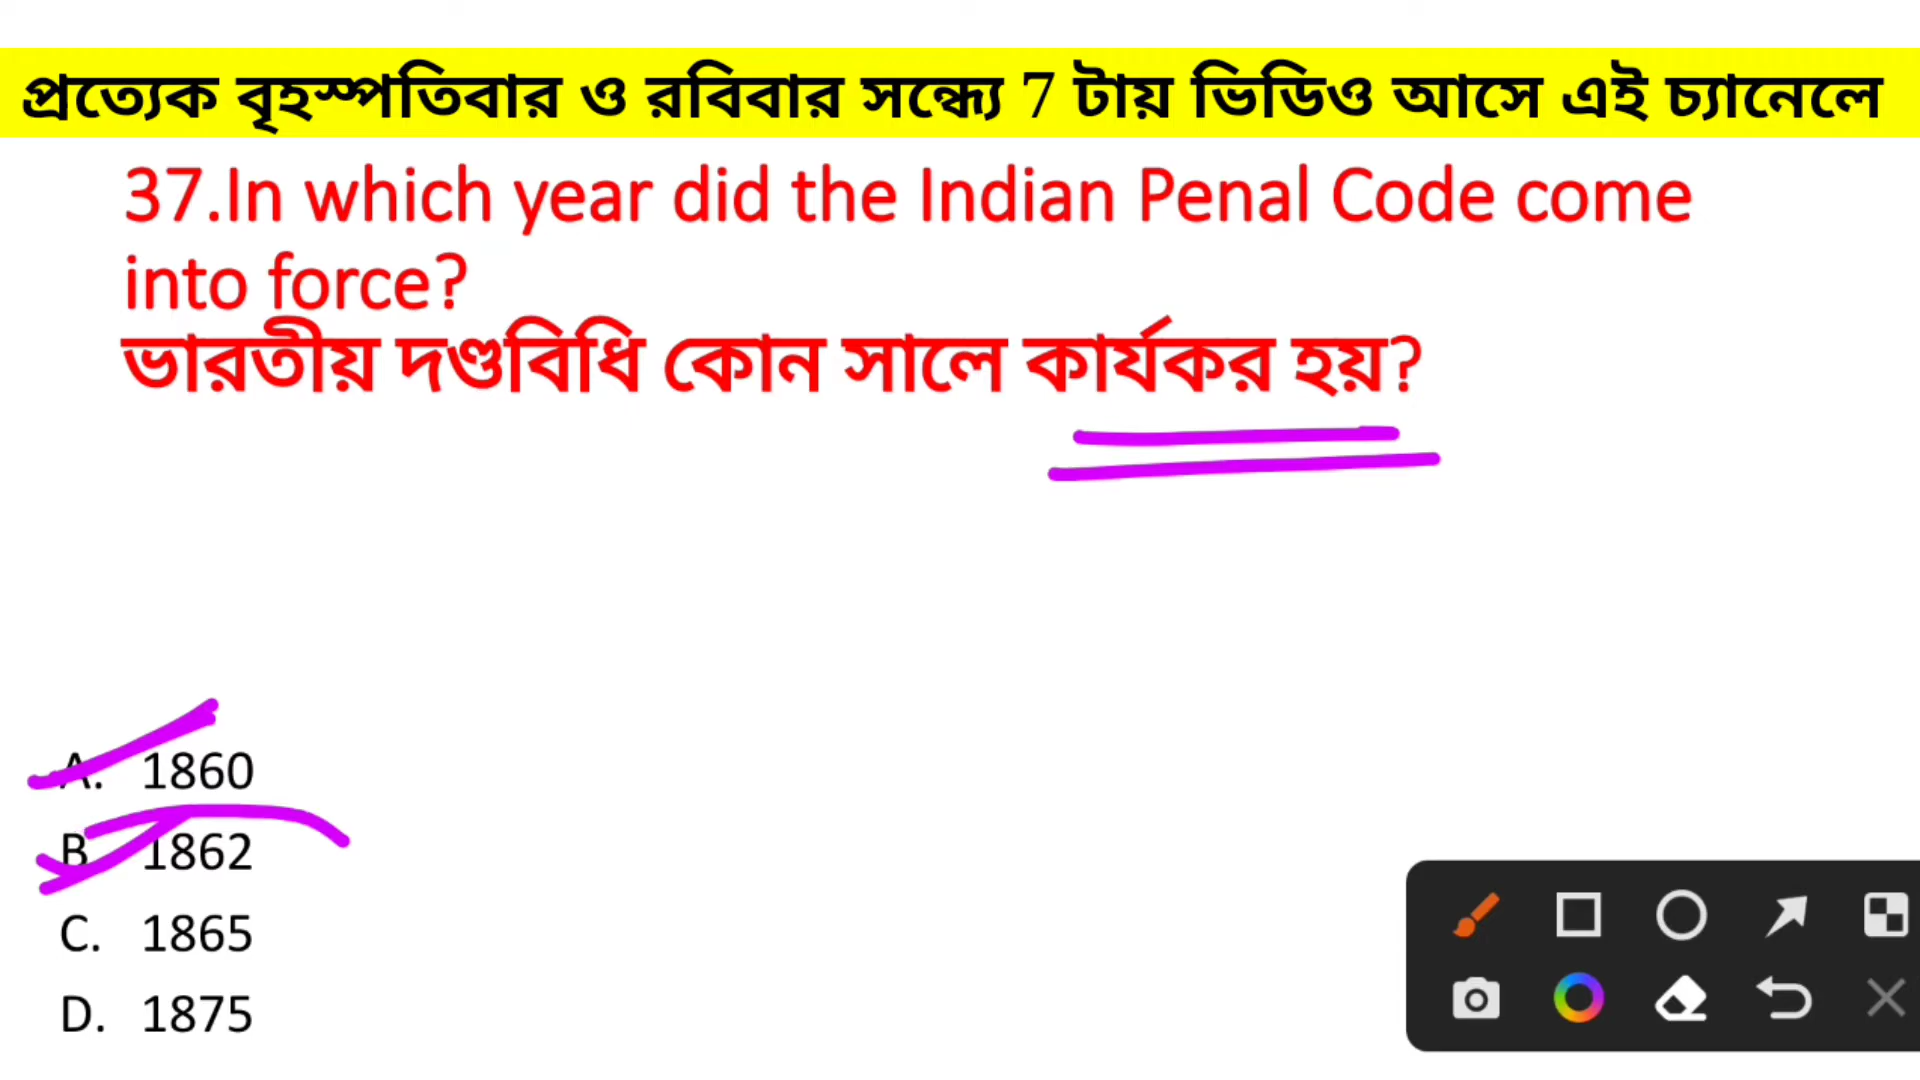 প্রত্যেক বৃহস্পতিবার ও রবিবার সন্ধ্যে 7 টায় ভিডিও আসে এই চ্যানেলে
37.In which year did the Indian Penal Code come
into force?
ভারতীয় দণ্ডবিধি কোন সালে কার্যকর হয়?
A. 1860
B. 1862
C. 1865
D. 1875